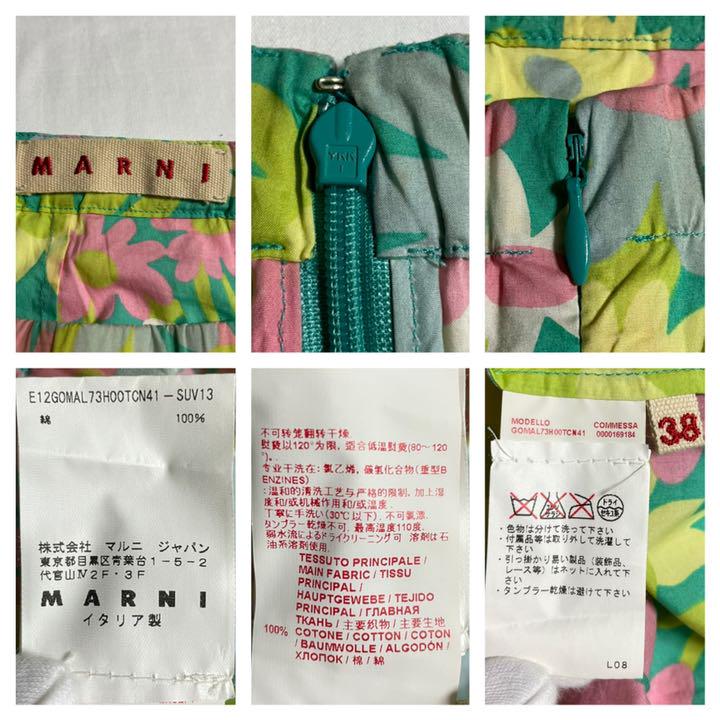 MARNI
YKK
E12GOMAL73H00TCN41-SUV13
綿 100%
株式会社 マルニ ジャパン
東京都目黒区青葉台1-5-2
代官山Ⅳ2F・3F
MARNI
イタリア製
不可转笼翻转干燥.
熨费以120°为限，适合低温熨費(80~120
°).
专业干洗在：氯乙烯，碳氢化合物(重型B
ENZINES)
:温和的清洗工艺与严格的限制，加上湿
度和/或机械作用和/或温度.
丁寧に手洗い(30℃以下). 不可氯漂.
タンブラー乾燥不可. 最高温度110度.
弱水流によるドライクリーニング可 溶剤は石
油系溶剤使用.
TESSUTO PRINCIPALE /
MAIN FABRIC / TISSU
PRINCIPAL /
HAUPTGEWEBE / TEJIDO
PRINCIPAL / ГЛАВНАЯ
ТКАНЬ / 主要织物 / 主要生地
100% COTONE / COTTON / COTON
/ BAUMWOLLE / ALGODÓN /
ХЛОПОК / 棉 / 綿
MODELLO COMMESSA
GOMAL73H00TCN41 0000169184
38
ドライ
セキユ系
・色物は分けて洗って下さい
・付属品等は取り外して洗濯して
下さい
・引っ掛かり易い製品（装飾品、
レース等）はネットに入れて下
さい
・タンブラー乾燥は避けて下さい
L08